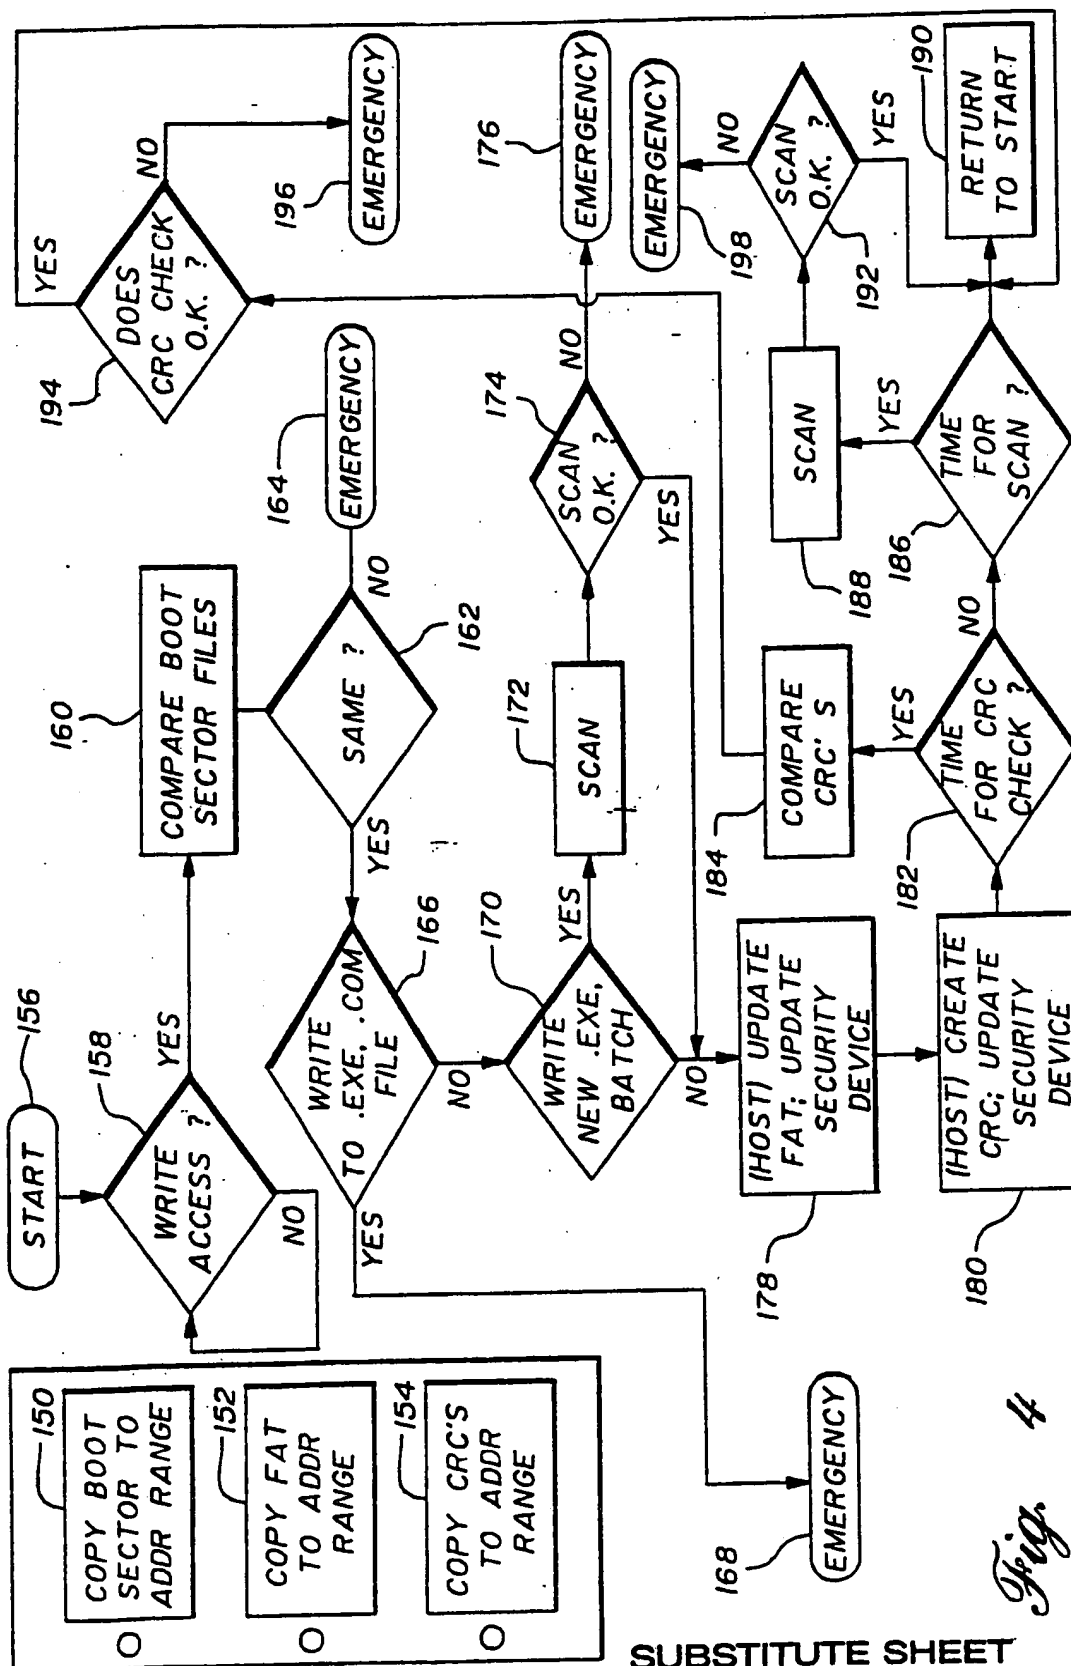 150
COPY BOOT
SECTOR TO
ADDR RANGE
152
COPY FAT
TO ADDR
RANGE
154
COPY CRC'S
TO ADDR
RANGE
START
156
WRITE
ACCESS ?
158
YES
NO
160
COMPARE BOOT
SECTOR FILES
SAME ?
162
NO
YES
164
EMERGENCY
WRITE
TO .EXE, .COM
FILE
166
YES
NO
168
EMERGENCY
WRITE
NEW .EXE,
BATCH
170
YES
NO
172
SCAN
SCAN
O.K. ?
174
NO
YES
176
EMERGENCY
(HOST) UPDATE
FAT; UPDATE
SECURITY
DEVICE
178
(HOST) CREATE
CRC; UPDATE
SECURITY
DEVICE
180
TIME
FOR CRC
CHECK ?
182
YES
NO
184
COMPARE
CRC' S
TIME
FOR
SCAN ?
186
YES
188
SCAN
SCAN
O.K. ?
192
NO
YES
198
EMERGENCY
190
RETURN
TO START
194
DOES
CRC CHECK
O.K. ?
YES
NO
196
EMERGENCY
Fig. 4
SUBSTITUTE SHEET